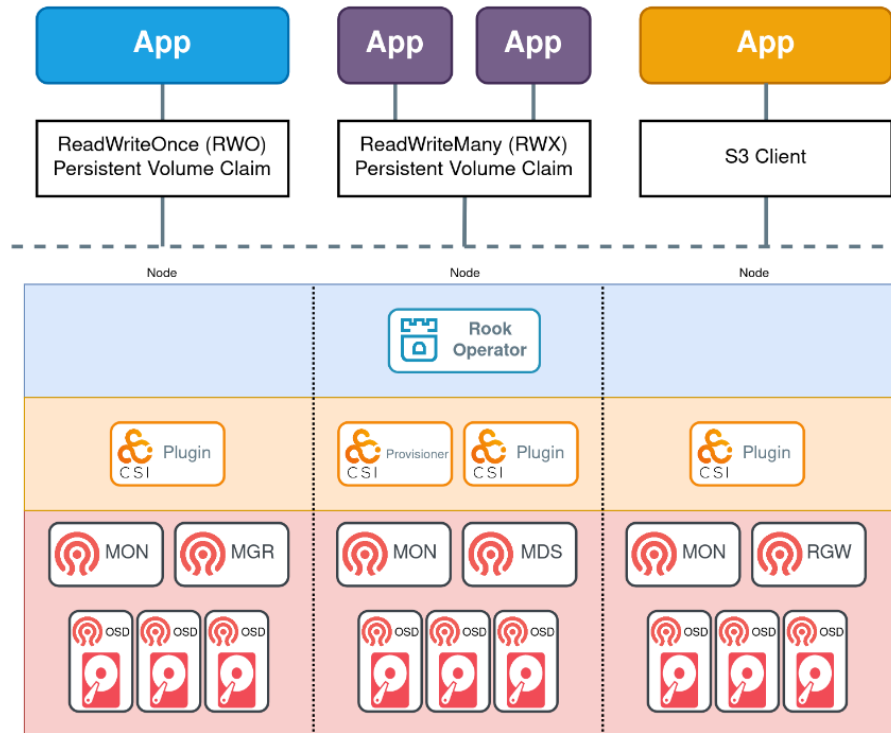 App
App
App
App
ReadWriteOnce (RWO)
Persistent Volume Claim
ReadWriteMany (RWX)
Persistent Volume Claim
S3 Client
Node
Node
Node
Rook
Operator
CSI
Plugin
CSI
Provisioner
CSI
Plugin
CSI
Plugin
MON
MGR
MON
MDS
MON
RGW
OSD
OSD
OSD
OSD
OSD
OSD
OSD
OSD
OSD